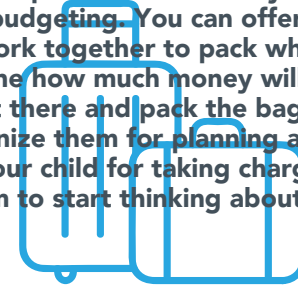 budgeting. You can offer
ork together to pack wh
ne how much money wil
t there and pack the bag
nize them for planning a
our child for taking charg
n to start thinking about